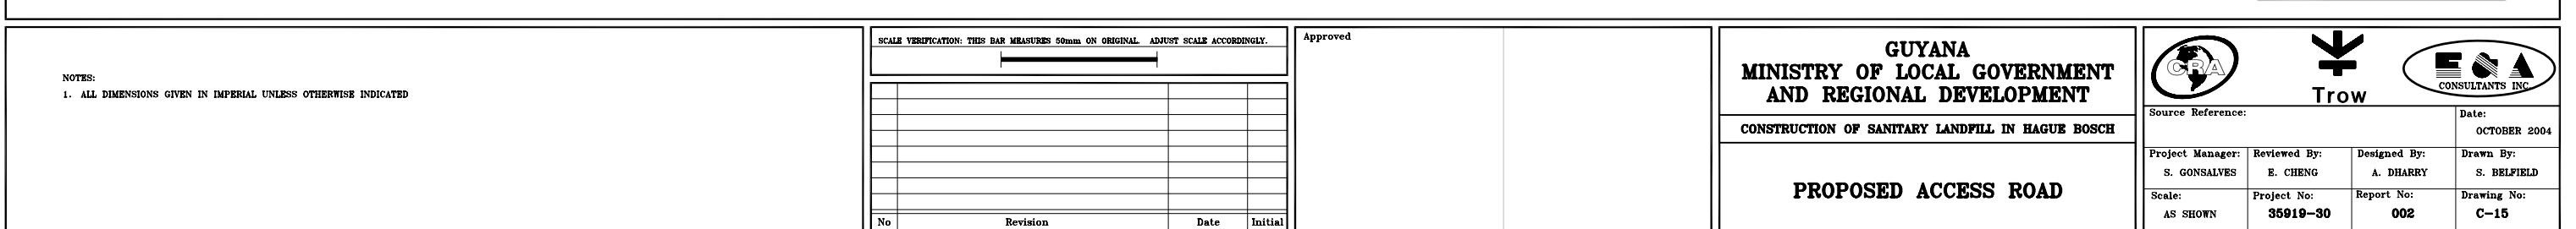 NOTES:
1. ALL DIMENSIONS GIVEN IN IMPERIAL UNLESS OTHERWISE INDICATED
SCALE VERIFICATION: THIS BAR MEASURES 50mm ON ORIGINAL. ADJUST SCALE ACCORDINGLY.
No Revision Date Initial
Approved
GUYANA
MINISTRY OF LOCAL GOVERNMENT
AND REGIONAL DEVELOPMENT
CONSTRUCTION OF SANITARY LANDFILL IN HAGUE BOSCH
PROPOSED ACCESS ROAD
CRA
Trow
E&A
CONSULTANTS INC.
Source Reference:
Date:
OCTOBER 2004
Project Manager: Reviewed By: Designed By: Drawn By:
S. GONSALVES E. CHENG A. DHARRY S. BELFIELD
Scale: Project No: Report No: Drawing No:
AS SHOWN 35919-30 002 C-15